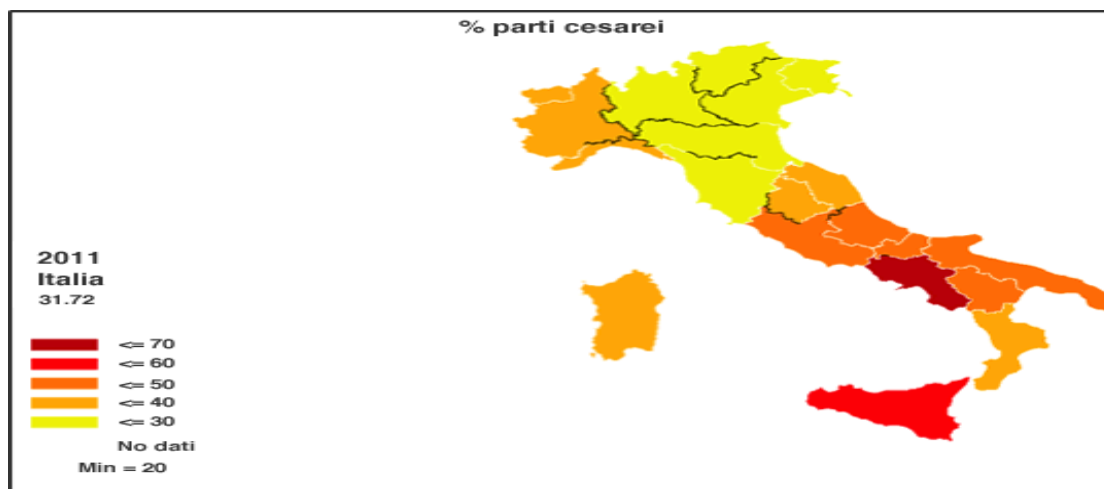 % parti cesarei
2011
Italia
31.72
<= 70
<= 60
<= 50
<= 40
<= 30
No dati
Min = 20